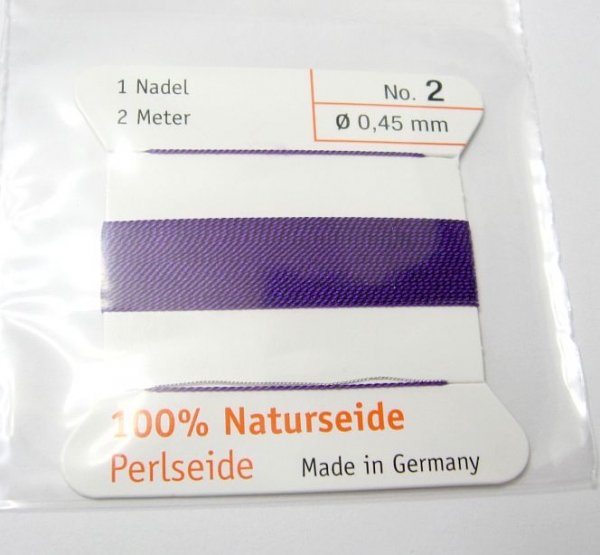 1 Nadel
2 Meter
No. 2
Ø 0,45 mm
100% Naturseide
Perlseide
Made in Germany